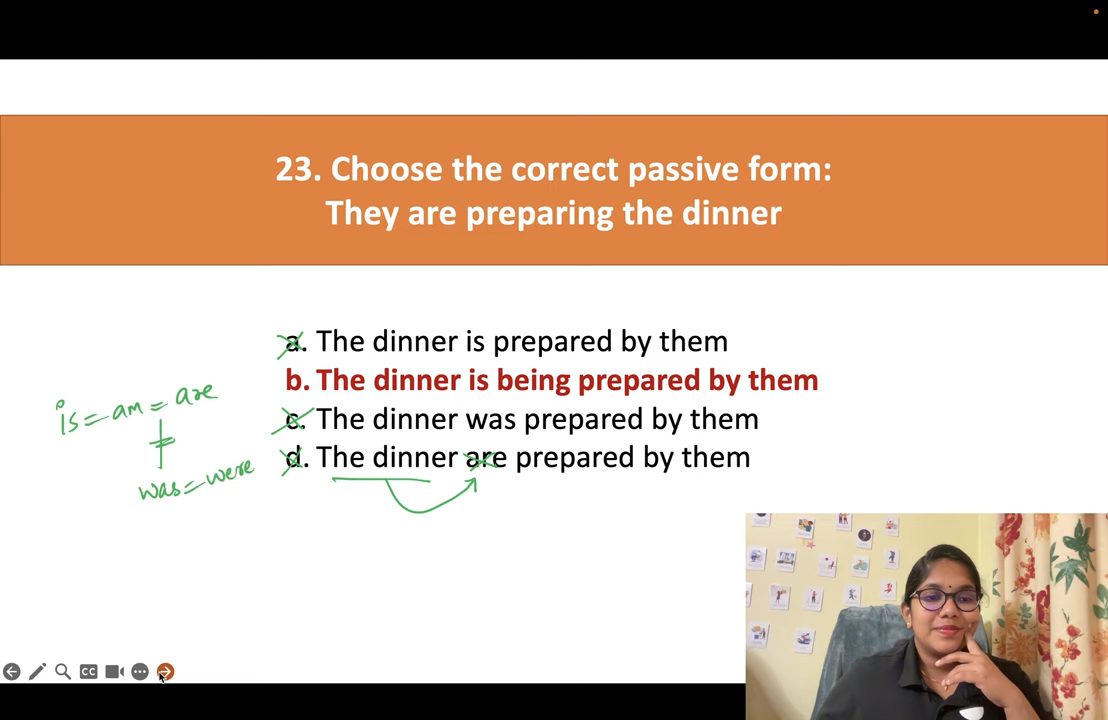 23. Choose the correct passive form:
They are preparing the dinner
a. The dinner is prepared by them
b. The dinner is being prepared by them
c. The dinner was prepared by them
d. The dinner are prepared by them
is = am = are
was = were
CC